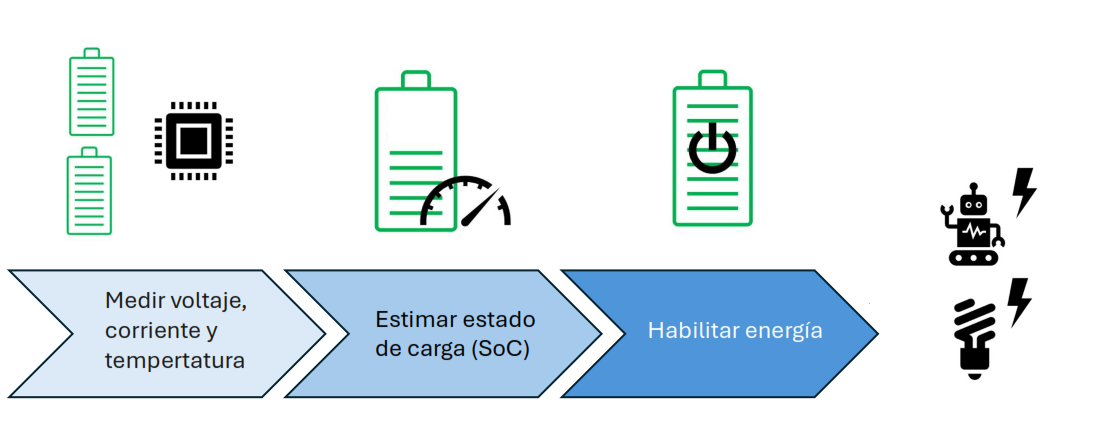 Medir voltaje,
corriente y
tempertatura
Estimar estado
de carga (SoC)
Habilitar energía